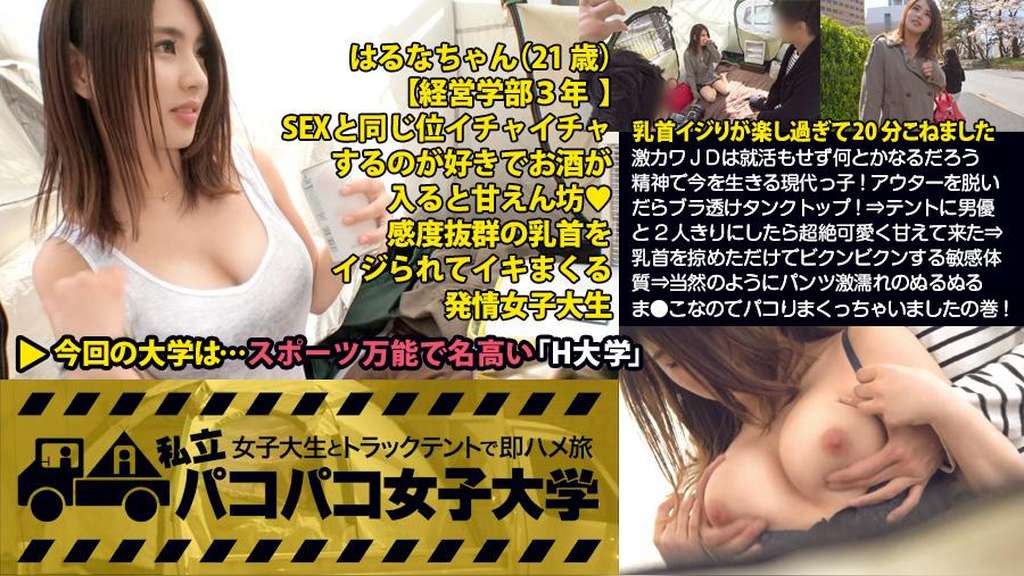 はるなちゃん(21歳)
【経営学部3年 】
SEXと同じ位イチャイチャ
するのが好きでお酒が
入ると甘えん坊♥
感度抜群の乳首を
イジられてイキまくる
発情女子大生
乳首イジりが楽し過ぎて20分こねました
激カワJDは就活もせず何とかなるだろう
精神で今を生きる現代っ子!アウターを脱い
だらブラ透けタンクトップ!⇒テントに男優
と2人きりにしたら超絶可愛く甘えて来た⇒
乳首を掠めただけでビクンビクンする敏感体
質⇒当然のようにパンツ激濡れのぬるぬる
ま●こなのでパコりまくっちゃいましたの巻!
▶今回の大学は…スポーツ万能で名高い「H大学」
私立 女子大生とトラックテントで即ハメ旅
パコパコ女子大学